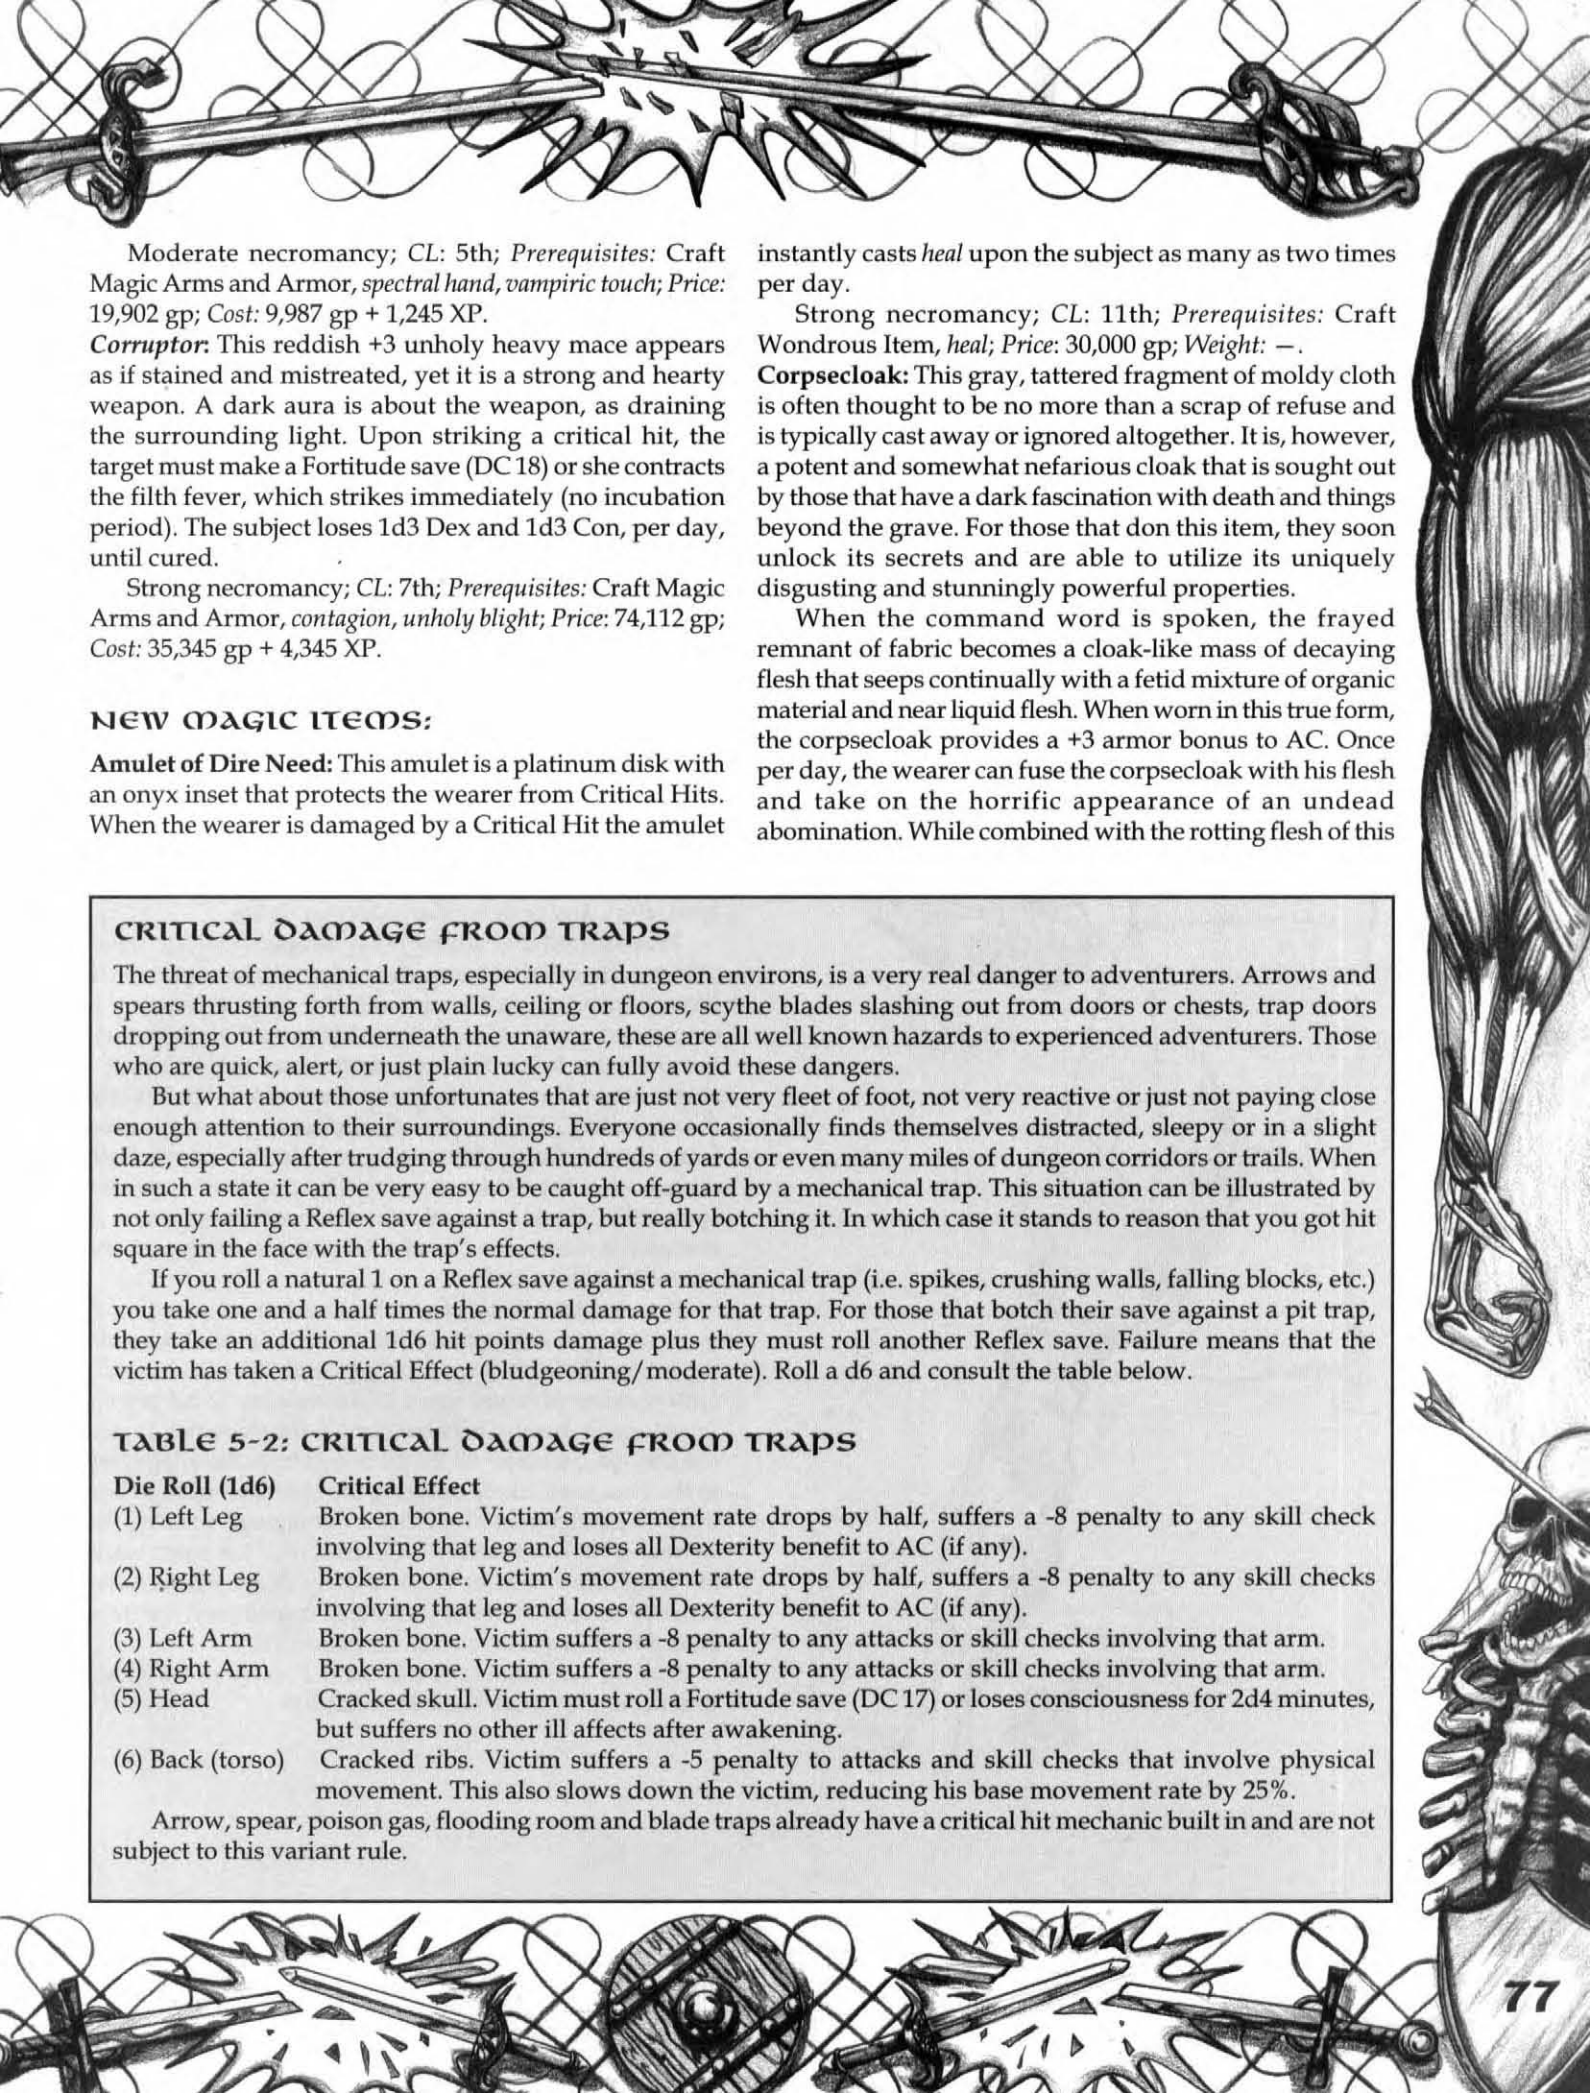 Moderate necromancy; CL: 5th; Prerequisites: Craft
Magic Arms and Armor, spectral hand, vampiric touch; Price:
19,902 gp; Cost: 9,987 gp + 1,245 XP.
Corruptor: This reddish +3 unholy heavy mace appears
as if stained and mistreated, yet it is a strong and hearty
weapon. A dark aura is about the weapon, as draining
the surrounding light. Upon striking a critical hit, the
target must make a Fortitude save (DC 18) or she contracts
the filth fever, which strikes immediately (no incubation
period). The subject loses 1d3 Dex and 1d3 Con, per day,
until cured.
Strong necromancy; CL: 7th; Prerequisites: Craft Magic
Arms and Armor, contagion, unholy blight; Price: 74,112 gp;
Cost: 35,345 gp + 4,345 XP.
New Magic Items:
Amulet of Dire Need: This amulet is a platinum disk with
an onyx inset that protects the wearer from Critical Hits.
When the wearer is damaged by a Critical Hit the amulet
instantly casts heal upon the subject as many as two times
per day.
Strong necromancy; CL: 11th; Prerequisites: Craft
Wondrous Item, heal; Price: 30,000 gp; Weight: —.
Corpsecloak: This gray, tattered fragment of moldy cloth
is often thought to be no more than a scrap of refuse and
is typically cast away or ignored altogether. It is, however,
a potent and somewhat nefarious cloak that is sought out
by those that have a dark fascination with death and things
beyond the grave. For those that don this item, they soon
unlock its secrets and are able to utilize its uniquely
disgusting and stunningly powerful properties.
When the command word is spoken, the frayed
remnant of fabric becomes a cloak-like mass of decaying
flesh that seeps continually with a fetid mixture of organic
material and near liquid flesh. When worn in this true form,
the corpsecloak provides a +3 armor bonus to AC. Once
per day, the wearer can fuse the corpsecloak with his flesh
and take on the horrific appearance of an undead
abomination. While combined with the rotting flesh of this
Critical Damage from Traps
The threat of mechanical traps, especially in dungeon environs, is a very real danger to adventurers. Arrows and
spears thrusting forth from walls, ceiling or floors, scythe blades slashing out from doors or chests, trap doors
dropping out from underneath the unaware, these are all well known hazards to experienced adventurers. Those
who are quick, alert, or just plain lucky can fully avoid these dangers.
But what about those unfortunates that are just not very fleet of foot, not very reactive or just not paying close
enough attention to their surroundings. Everyone occasionally finds themselves distracted, sleepy or in a slight
daze, especially after trudging through hundreds of yards or even many miles of dungeon corridors or trails. When
in such a state it can be very easy to be caught off-guard by a mechanical trap. This situation can be illustrated by
not only failing a Reflex save against a trap, but really botching it. In which case it stands to reason that you got hit
square in the face with the trap's effects.
If you roll a natural 1 on a Reflex save against a mechanical trap (i.e. spikes, crushing walls, falling blocks, etc.)
you take one and a half times the normal damage for that trap. For those that botch their save against a pit trap,
they take an additional 1d6 hit points damage plus they must roll another Reflex save. Failure means that the
victim has taken a Critical Effect (bludgeoning/moderate). Roll a d6 and consult the table below.
Table 5-2: Critical Damage from Traps
Die Roll (1d6) Critical Effect
(1) Left Leg Broken bone. Victim's movement rate drops by half, suffers a -8 penalty to any skill check
involving that leg and loses all Dexterity benefit to AC (if any).
(2) Right Leg Broken bone. Victim's movement rate drops by half, suffers a -8 penalty to any skill checks
involving that leg and loses all Dexterity benefit to AC (if any).
(3) Left Arm Broken bone. Victim suffers a -8 penalty to any attacks or skill checks involving that arm.
(4) Right Arm Broken bone. Victim suffers a -8 penalty to any attacks or skill checks involving that arm.
(5) Head Cracked skull. Victim must roll a Fortitude save (DC 17) or loses consciousness for 2d4 minutes,
but suffers no other ill affects after awakening.
(6) Back (torso) Cracked ribs. Victim suffers a -5 penalty to attacks and skill checks that involve physical
movement. This also slows down the victim, reducing his base movement rate by 25%.
Arrow, spear, poison gas, flooding room and blade traps already have a critical hit mechanic built in and are not
subject to this variant rule.
77